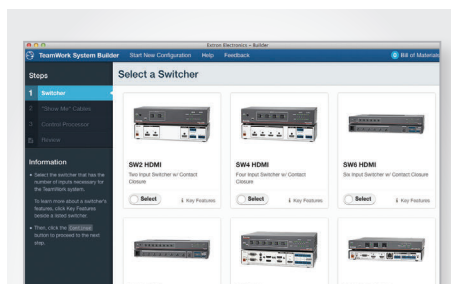 Extron Electronics - Builder
TeamWork System Builder
Start New Configuration
Help
Feedback
Bill of Materials
Steps
1 Switcher
2 "Show Me" Cables
3 Control Processor
Review
Information
• Select the switcher that has the
number of inputs necessary for
the TeamWork system.
To learn more about a switcher's
features, click Key Features
beside a listed switcher.
• Then, click the Continue
button to proceed to the next
step.
Select a Switcher
SW2 HDMI
Two Input Switcher w/ Contact
Closure
Select
Key Features
SW4 HDMI
Four Input Switcher w/ Contact
Closure
Select
Key Features
SW6 HDMI
Six Input Switcher w/ Contact
Closure
Select
Key Features